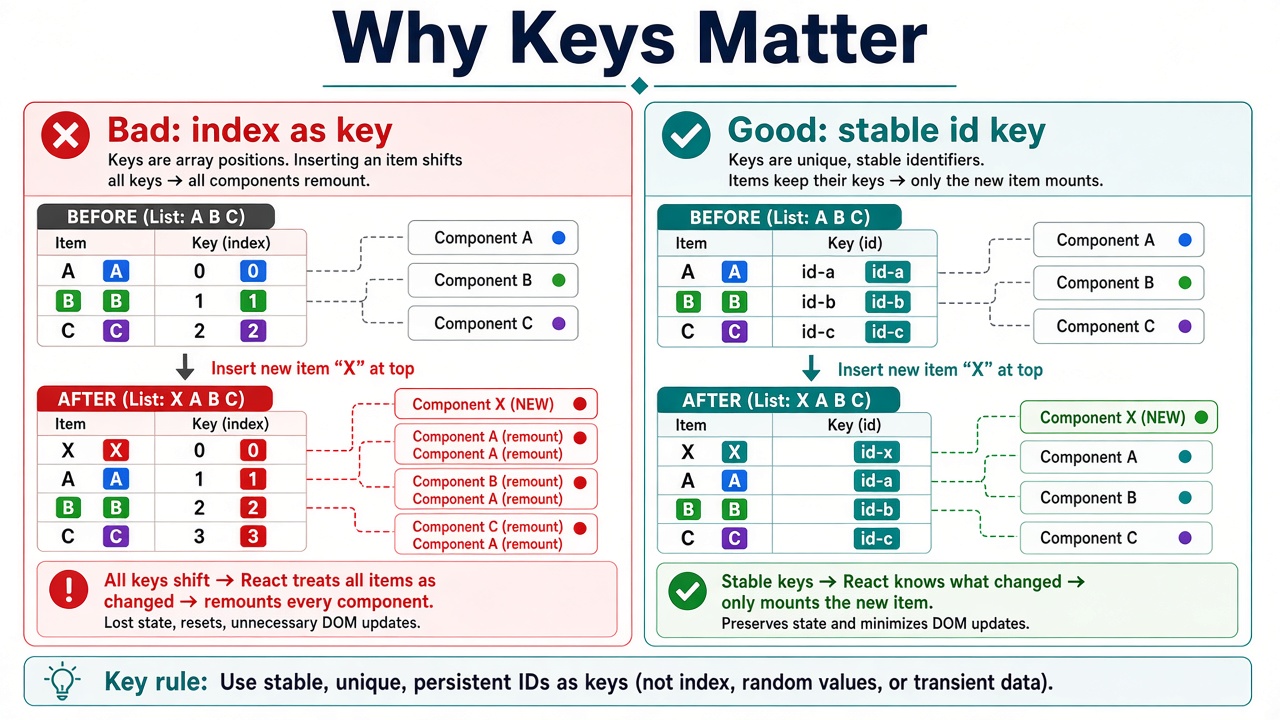 Why Keys Matter
Bad: index as key
Keys are array positions. Inserting an item shifts
all keys → all components remount.
BEFORE (List: A B C)
Item Key (index)
A A 0 0
B B 1 1
C C 2 2
Component A
Component B
Component C
Insert new item “X” at top
AFTER (List: X A B C)
Item Key (index)
X X 0 0
A A 1 1
B B 2 2
C C 3 3
Component X (NEW)
Component A (remount)
Component A (remount)
Component B (remount)
Component A (remount)
Component C (remount)
Component A (remount)
All keys shift → React treats all items as
changed → remounts every component.
Lost state, resets, unnecessary DOM updates.
Good: stable id key
Keys are unique, stable identifiers.
Items keep their keys → only the new item mounts.
BEFORE (List: A B C)
Item Key (id)
A A id-a id-a
B B id-b id-b
C C id-c id-c
Component A
Component B
Component C
Insert new item “X” at top
AFTER (List: X A B C)
Item Key (id)
X X id-x
A A id-a
B B id-b
C C id-c
Component X (NEW)
Component A
Component B
Component C
Stable keys → React knows what changed →
only mounts the new item.
Preserves state and minimizes DOM updates.
Key rule: Use stable, unique, persistent IDs as keys (not index, random values, or transient data).